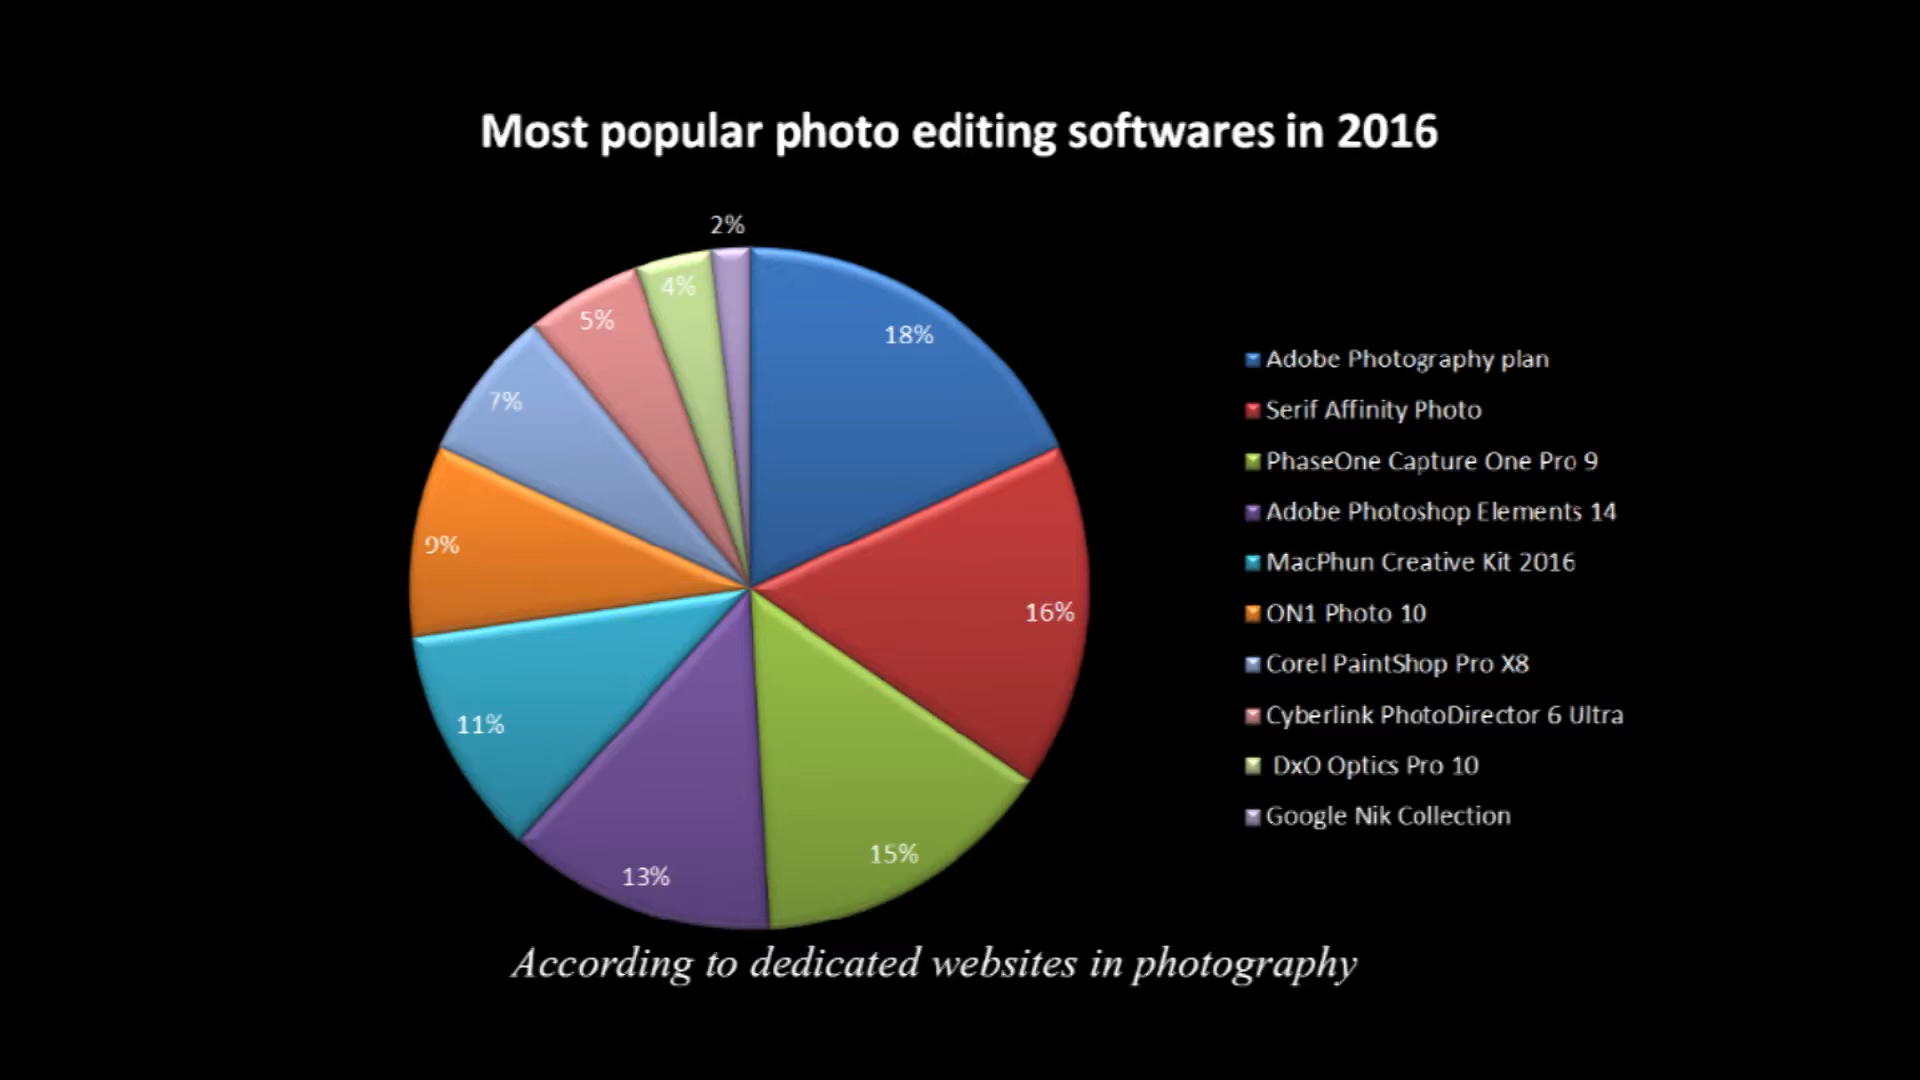 Most popular photo editing softwares in 2016
2%
4%
5%
18%
7%
9%
16%
11%
15%
13%
Adobe Photography plan
Serif Affinity Photo
PhaseOne Capture One Pro 9
Adobe Photoshop Elements 14
MacPhun Creative Kit 2016
ON1 Photo 10
Corel PaintShop Pro X8
Cyberlink PhotoDirector 6 Ultra
DxO Optics Pro 10
Google Nik Collection
According to dedicated websites in photography